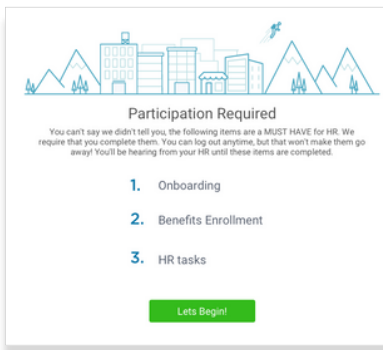 Participation Required
You can't say we didn't tell you, the following items are a MUST HAVE for HR. We
require that you complete them. You can log out anytime, but that won't make them go
away! You'll be hearing from your HR until these items are completed.
1. Onboarding
2. Benefits Enrollment
3. HR tasks
Lets Begin!